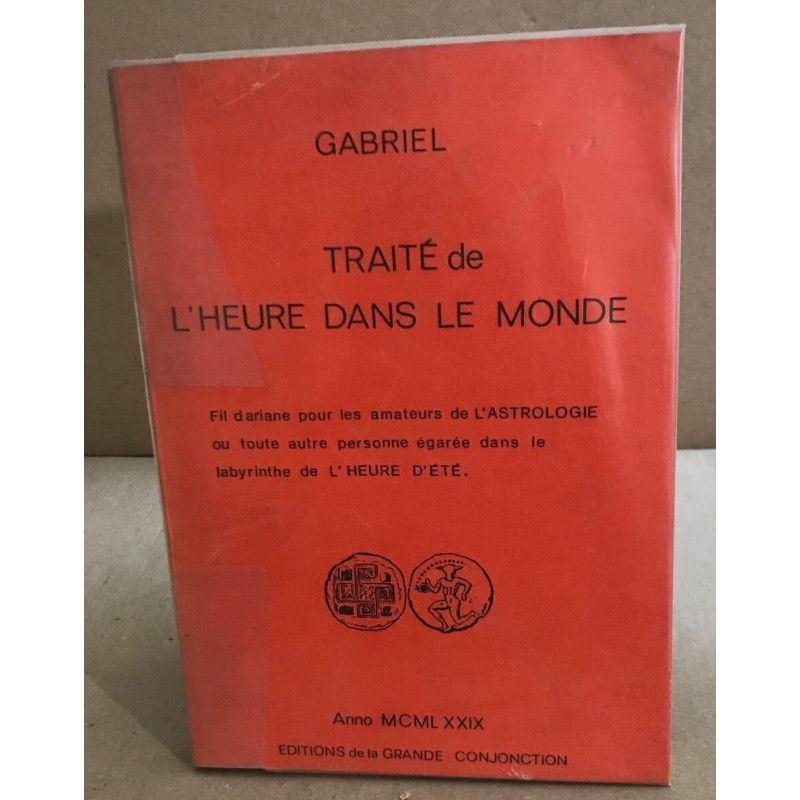 GABRIEL
TRAITÉ de
L'HEURE DANS LE MONDE
Fil dariane pour les amateurs de L'ASTROLOGIE
ou toute autre personne égarée dans le
labyrinthe de L'HEURE D'ÉTÉ.
Anno MCMLXXIX
EDITIONS de la GRANDE CONJONCTION